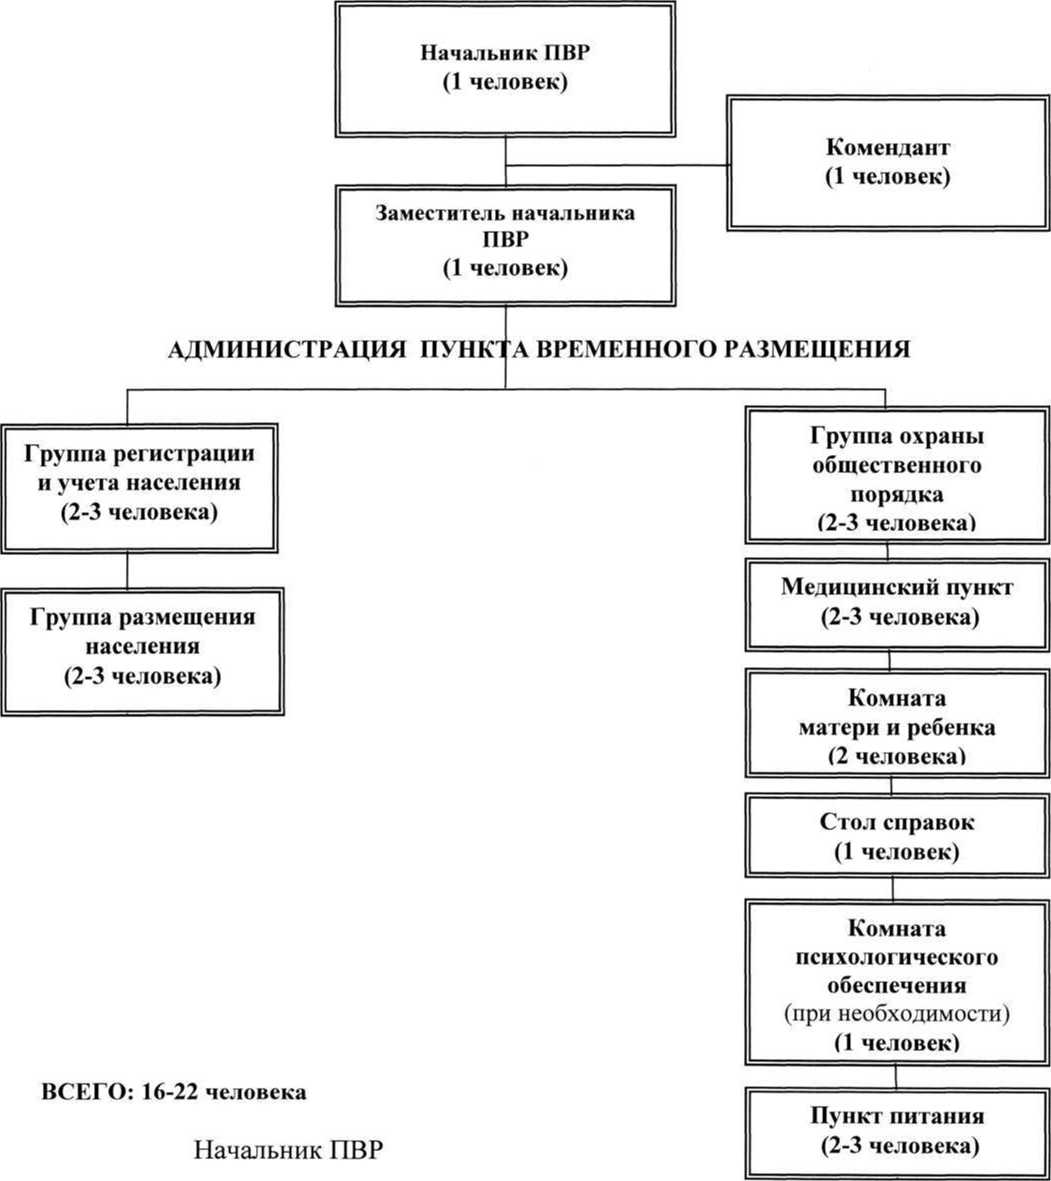 Начальник ПВР
(1 человек)
Комендант
(1 человек)
Заместитель начальника
ПВР
(1 человек)
АДМИНИСТРАЦИЯ ПУНКТА ВРЕМЕННОГО РАЗМЕЩЕНИЯ
Группа регистрации
и учета населения
(2-3 человека)
Группа размещения
населения
(2-3 человека)
Группа охраны
общественного
порядка
(2-3 человека)
Медицинский пункт
(2-3 человека)
Комната
матери и ребенка
(2 человека)
Стол справок
(1 человек)
Комната
психологического
обеспечения
(при необходимости)
(1 человек)
Пункт питания
(2-3 человека)
ВСЕГО: 16-22 человека
Начальник ПВР